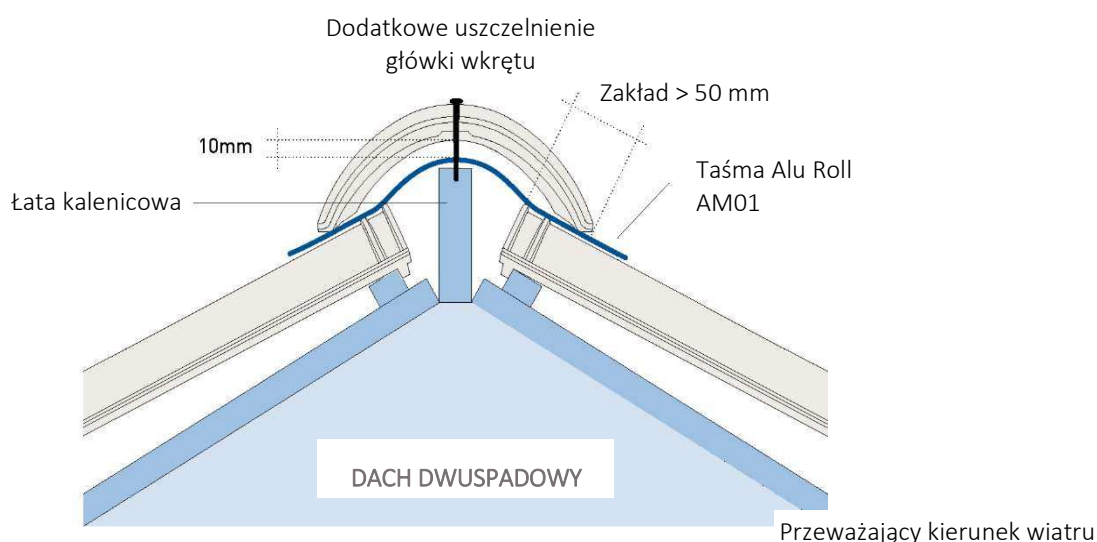 Dodatkowe uszczelnienie
główki wkrętu
Zakład > 50 mm
10mm
Taśma Alu Roll
AM01
Łata kalenicowa
DACH DWUSPADOWY
Przeważający kierunek wiatru